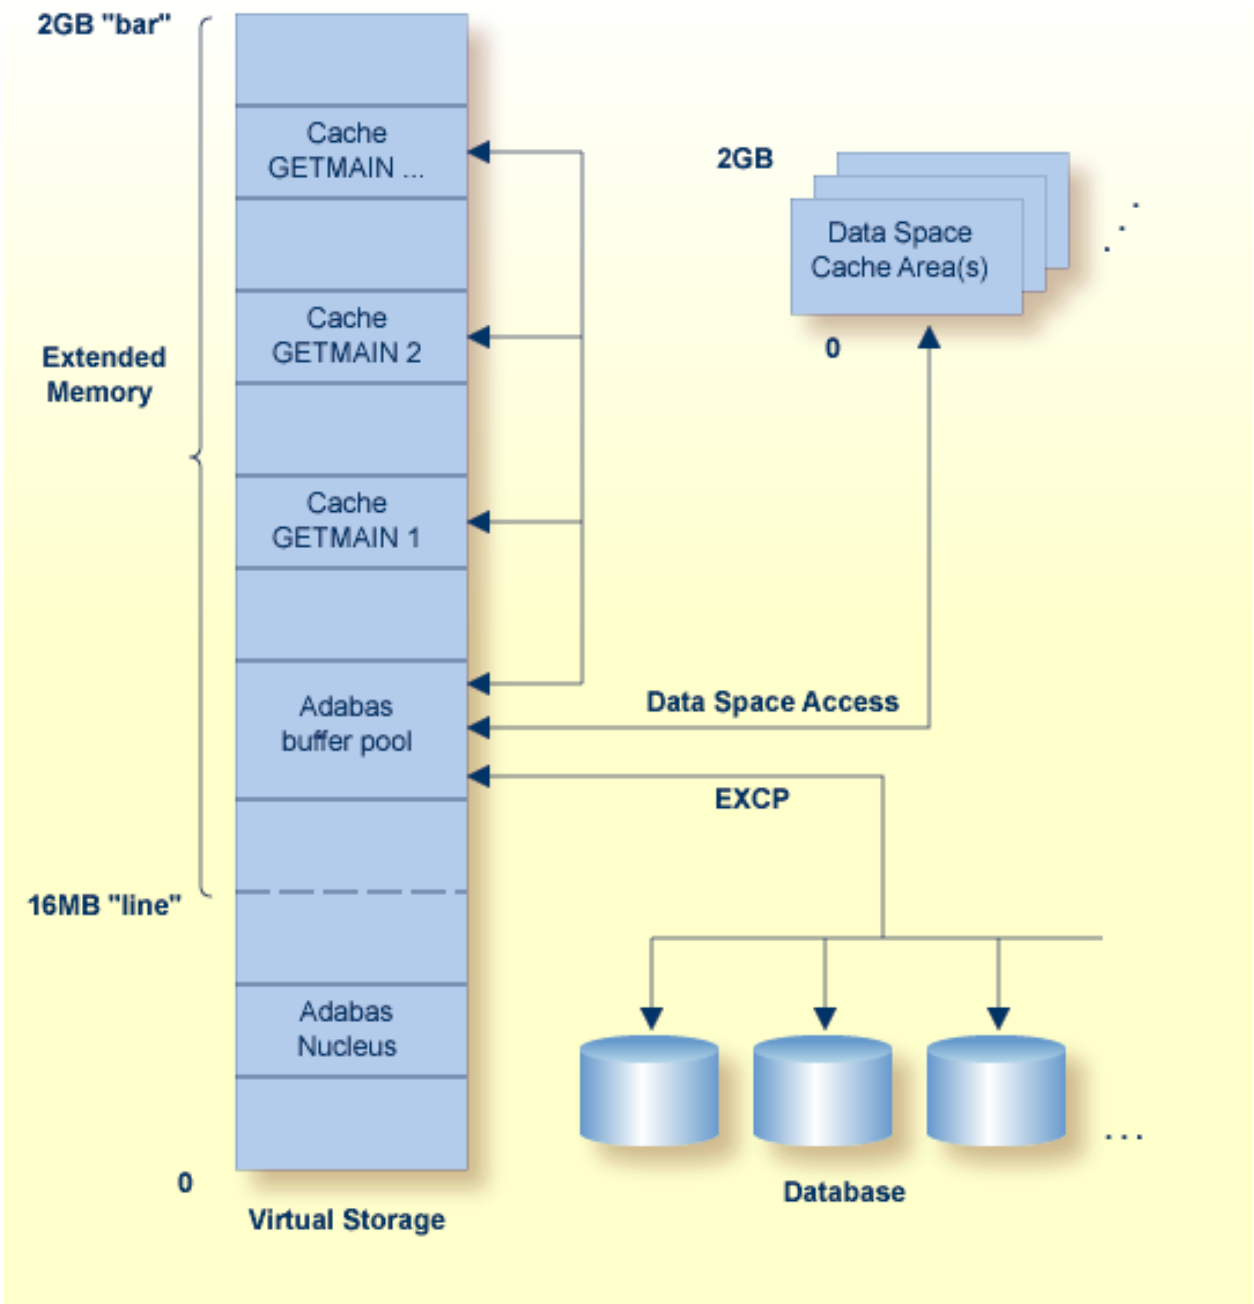 2GB "bar"
Cache
GETMAIN ...
2GB
Data Space
Cache Area(s)
0
Cache
GETMAIN 2
Extended
Memory
Cache
GETMAIN 1
Adabas
buffer pool
Data Space Access
EXCP
16MB "line"
Adabas
Nucleus
...
0
Database
Virtual Storage